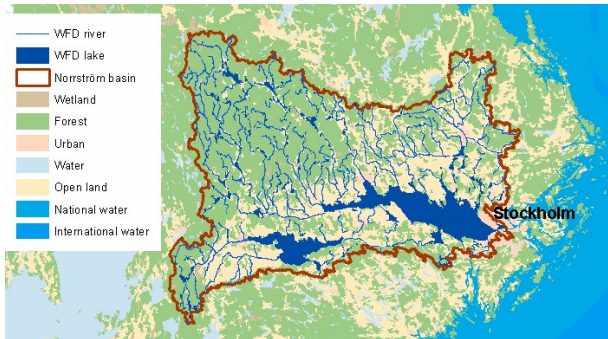 WFD river
WFD lake
Norrström basin
Wetland
Forest
Urban
Water
Open land
National water
International water
Stockholm